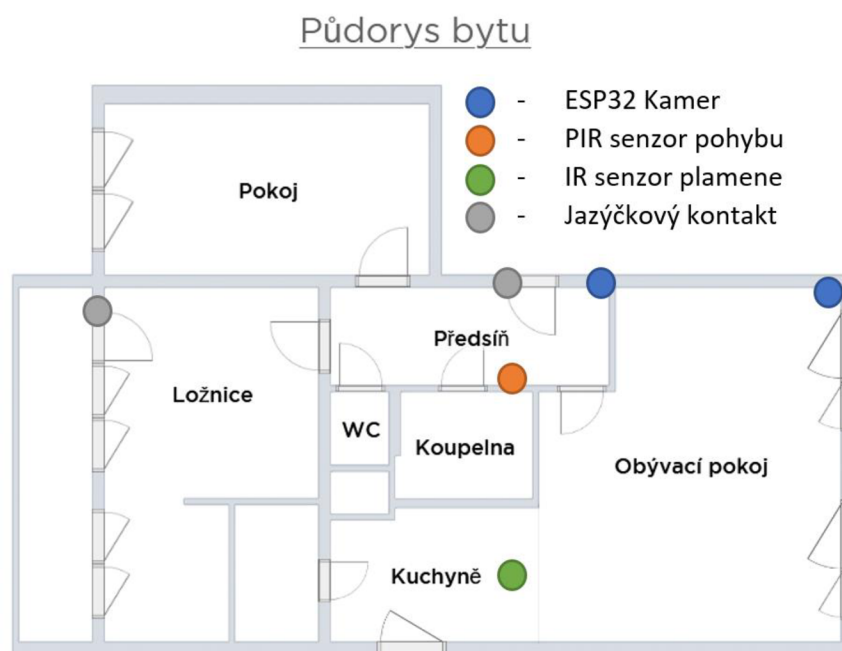 Půdorys bytu
- ESP32 Kamer
- PIR senzor pohybu
- IR senzor plamene
- Jazýčkový kontakt
Pokoj
Předsíň
Ložnice
WC
Koupelna
Obývací pokoj
Kuchyně